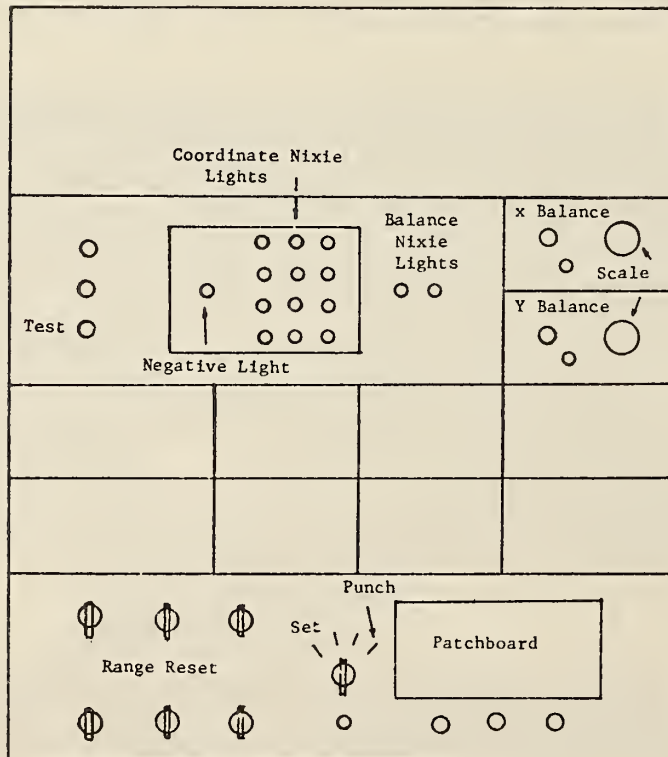 Coordinate Nixie
Lights
Balance
Nixie
Lights
x Balance
Scale
Y Balance
Test
Negative Light
Punch
Set
Range Reset
Patchboard